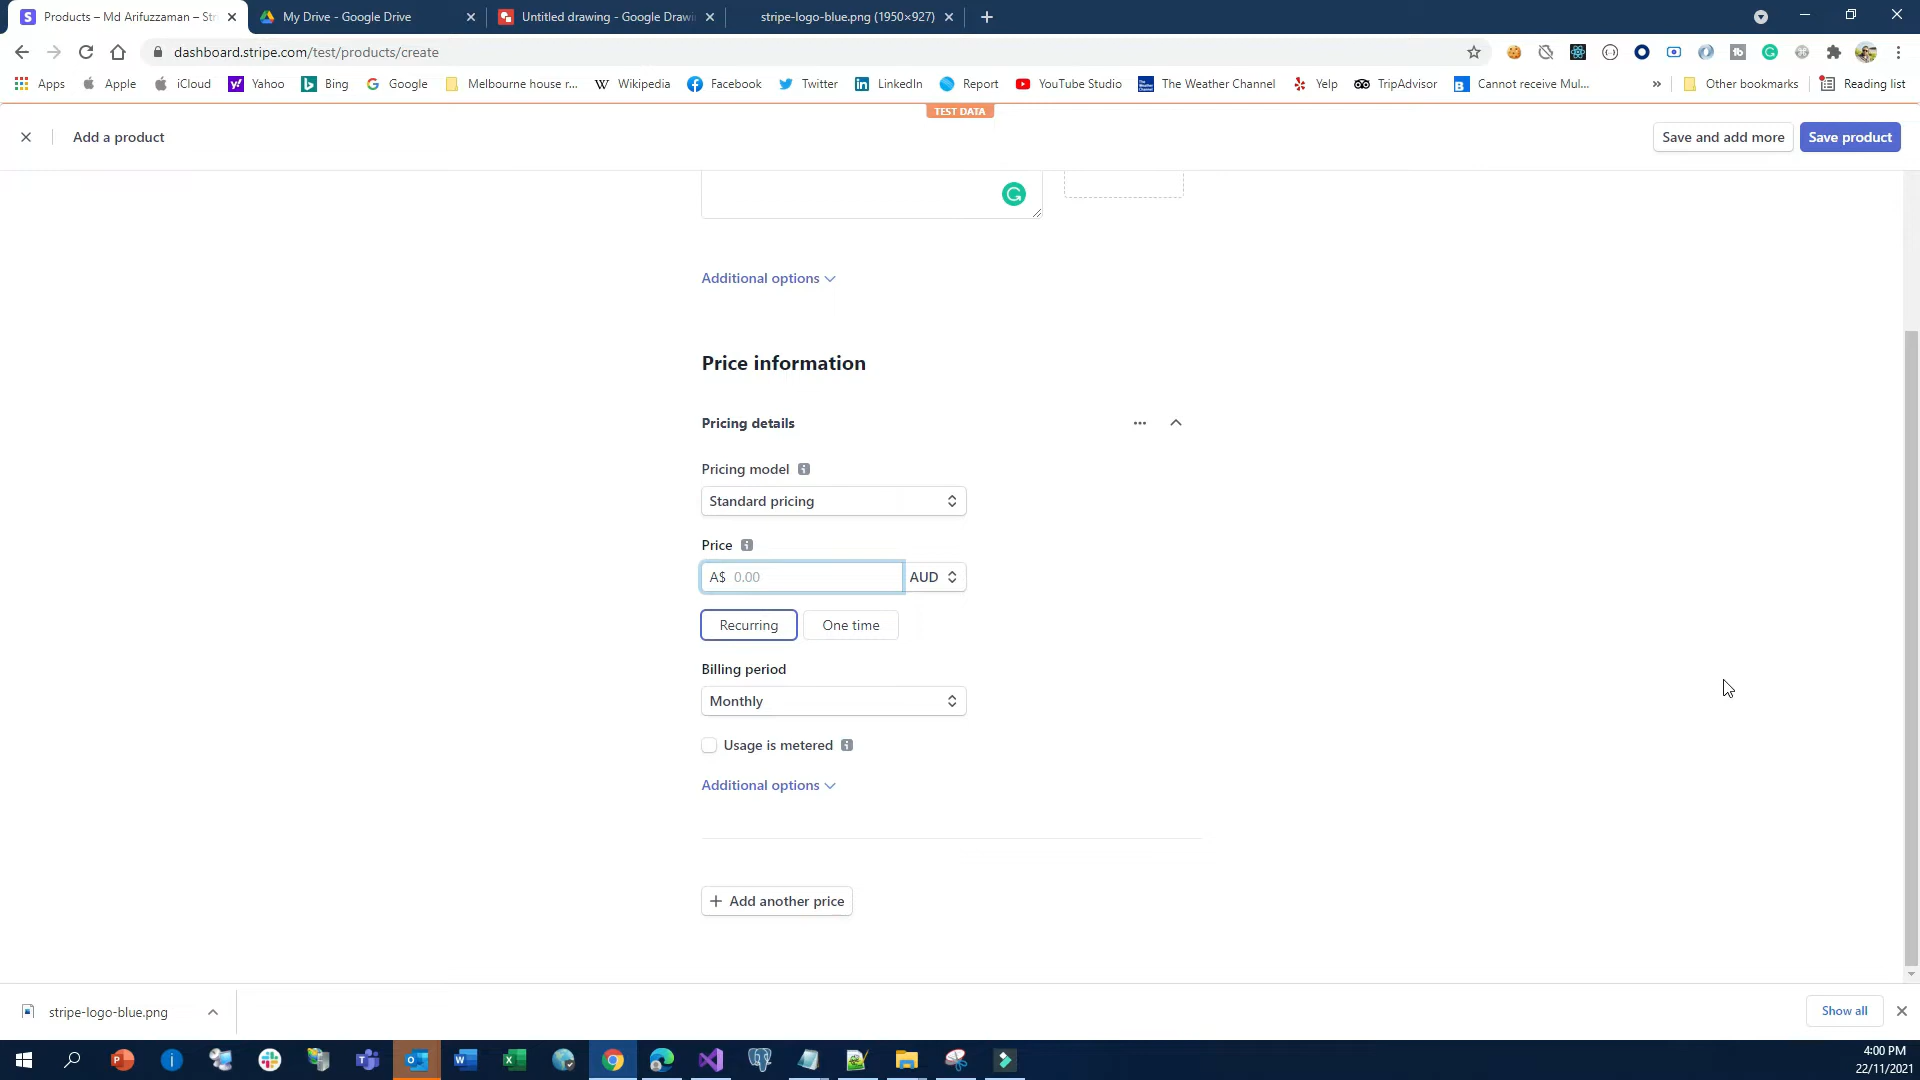 Products – Md Arifuzzaman – Str
My Drive - Google Drive
Untitled drawing - Google Drawi
stripe-logo-blue.png (1950×927)
dashboard.stripe.com/test/products/create
Apps
Apple
iCloud
Yahoo
Bing
Google
Melbourne house r...
Wikipedia
Facebook
Twitter
LinkedIn
Report
YouTube Studio
The Weather Channel
Yelp
TripAdvisor
Cannot receive Mul...
»
Other bookmarks
Reading list
TEST DATA
Add a product
Save and add more
Save product
Additional options
Price information
Pricing details
Pricing model
Standard pricing
Price
A$ 0.00
AUD
Recurring
One time
Billing period
Monthly
Usage is metered
Additional options
+ Add another price
stripe-logo-blue.png
Show all
4:00 PM
22/11/2021